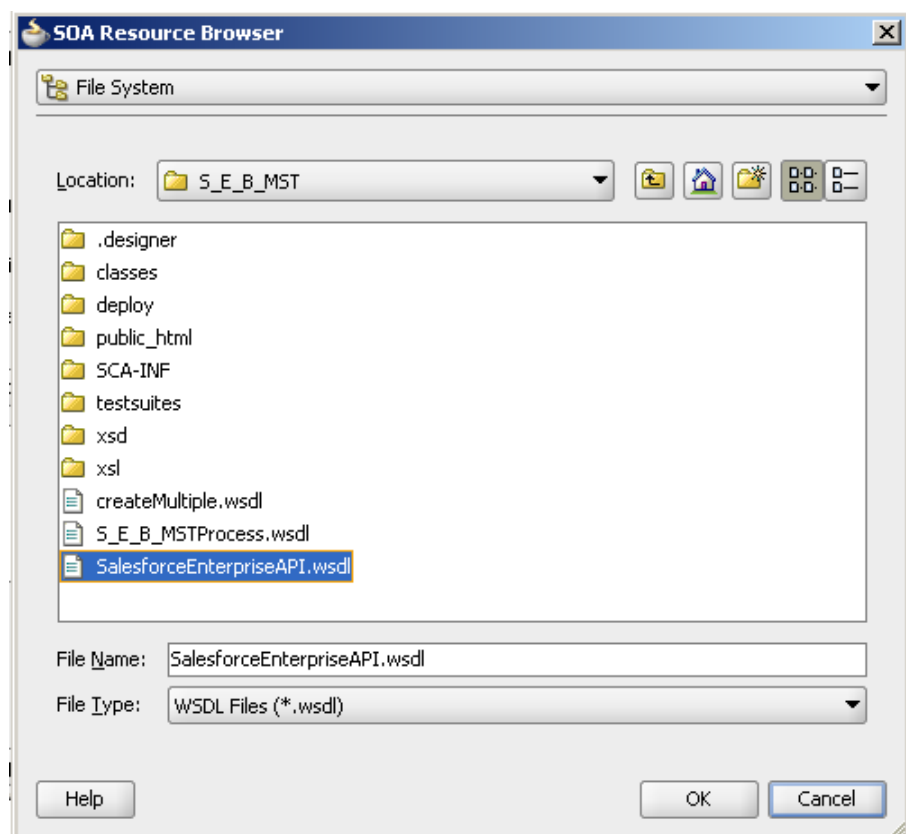 SOA Resource Browser
File System
Location: S_E_B_MST
.designer
classes
deploy
public_html
SCA-INF
testsuites
xsd
xsl
createMultiple.wsdl
S_E_B_MSTProcess.wsdl
SalesforceEnterpriseAPI.wsdl
File Name: SalesforceEnterpriseAPI.wsdl
File Type: WSDL Files (*.wsdl)
Help OK Cancel